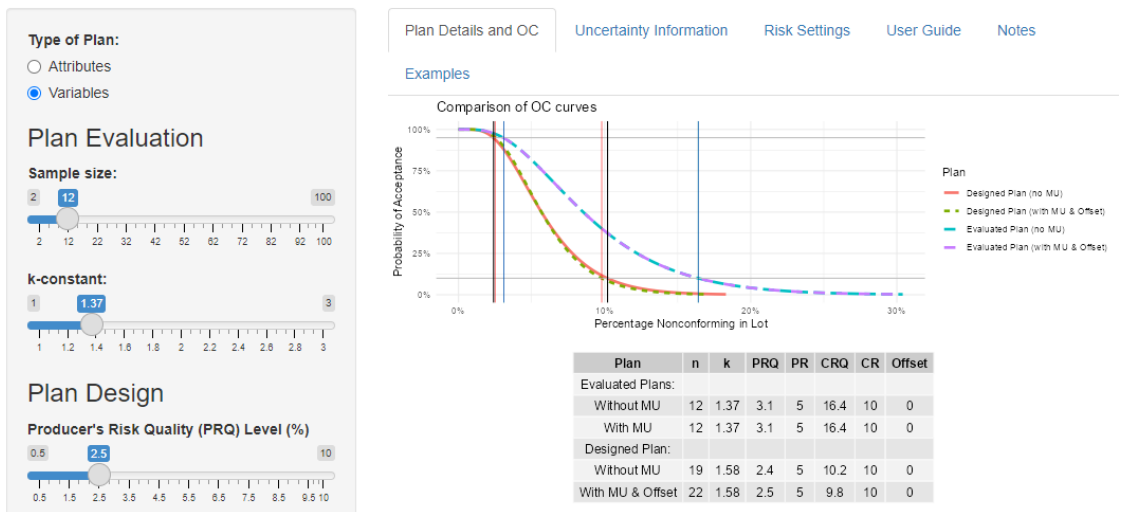 Type of Plan:
Attributes
Variables
Plan Evaluation
Sample size:
2 12 100
2 12 22 32 42 52 62 72 82 92 100
k-constant:
1 1.37 3
1 1.2 1.4 1.6 1.8 2 2.2 2.4 2.6 2.8 3
Plan Design
Producer's Risk Quality (PRQ) Level (%)
0.5 2.5 10
0.5 1.5 2.5 3.5 4.5 5.5 6.5 7.5 8.5 9.5 10
Plan Details and OC Uncertainty Information Risk Settings User Guide Notes
Examples
Comparison of OC curves
Probability of Acceptance
100%
75%
50%
25%
0%
0% 10% 20% 30%
Percentage Nonconforming in Lot
Plan
Designed Plan (no MU)
Designed Plan (with MU & Offset)
Evaluated Plan (no MU)
Evaluated Plan (with MU & Offset)
Plan n k PRQ PR CRQ CR Offset
Evaluated Plans:
Without MU 12 1.37 3.1 5 16.4 10 0
With MU 12 1.37 3.1 5 16.4 10 0
Designed Plan:
Without MU 19 1.58 2.4 5 10.2 10 0
With MU & Offset 22 1.58 2.5 5 9.8 10 0